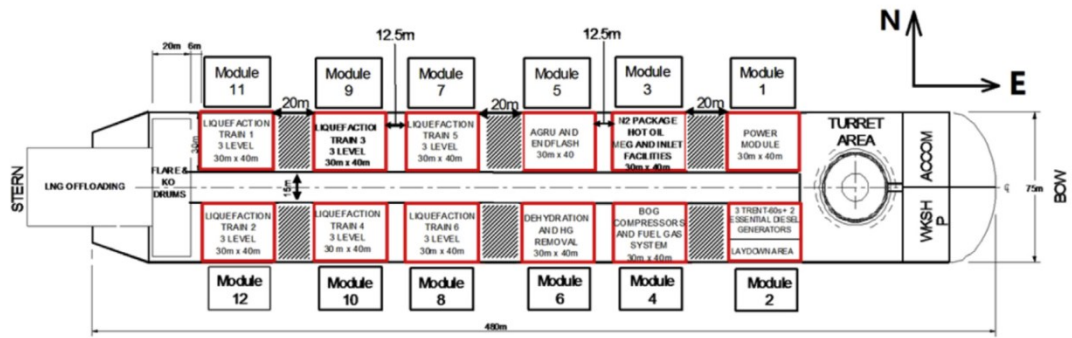 N
E
20m 6m
12.5m
12.5m
Module
11
Module
9
Module
7
Module
5
Module
3
Module
1
20m
20m
20m
LIQUEFACTION
TRAIN 1
3 LEVEL
30m x 40m
LIQUEFACTION
TRAIN 3
3 LEVEL
30m x 40m
LIQUEFACTION
TRAIN 5
3 LEVEL
30m x 40m
AGRU AND
ENDFLASH
30m x 40
N2 PACKAGE
HOT OIL
MEG AND INLET
FACILITIES
30m x 40m
POWER
MODULE
30m x 40m
TURRET
AREA
ACCOM
30m
STERN
LNG OFFLOADING
FLARE &
KO
DRUMS
15m
75m
BOW
LIQUEFACTION
TRAIN 2
3 LEVEL
30m x 40m
LIQUEFACTION
TRAIN 4
3 LEVEL
30m x 40m
LIQUEFACTION
TRAIN 6
3 LEVEL
30m x 40m
DEHYDRATION
AND HG
REMOVAL
30m x 40m
BOG
COMPRESSORS
AND FUEL GAS
SYSTEM
30m x 40m
3 TRENT-60s+ 2
ESSENTIAL DIESEL
GENERATORS
LAYDOWN AREA
WKSH
P
Module
12
Module
10
Module
8
Module
6
Module
4
Module
2
480m